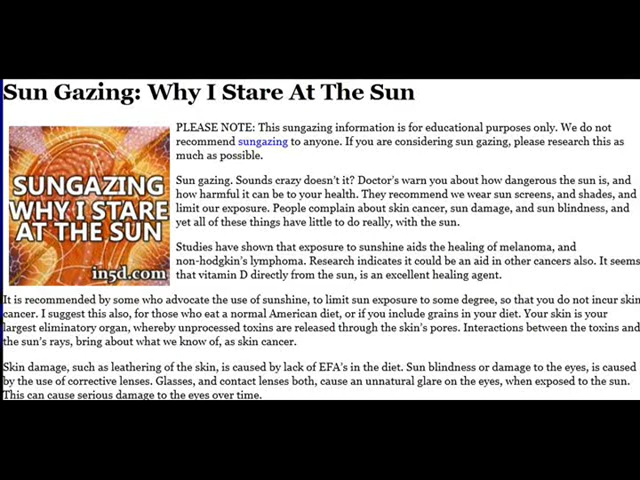 Sun Gazing: Why I Stare At The Sun
SUNGAZING
WHY I STARE
AT THE SUN
in5d.com
PLEASE NOTE: This sungazing information is for educational purposes only. We do not
recommend sungazing to anyone. If you are considering sun gazing, please research this as
much as possible.
Sun gazing. Sounds crazy doesn't it? Doctor's warn you about how dangerous the sun is, and
how harmful it can be to your health. They recommend we wear sun screens, and shades, and
limit our exposure. People complain about skin cancer, sun damage, and sun blindness, and
yet all of these things have little to do really, with the sun.
Studies have shown that exposure to sunshine aids the healing of melanoma, and
non-hodgkin's lymphoma. Research indicates it could be an aid in other cancers also. It seems
that vitamin D directly from the sun, is an excellent healing agent.
It is recommended by some who advocate the use of sunshine, to limit sun exposure to some degree, so that you do not incur skin
cancer. I suggest this also, for those who eat a normal American diet, or if you include grains in your diet. Your skin is your
largest eliminatory organ, whereby unprocessed toxins are released through the skin's pores. Interactions between the toxins and
the sun's rays, bring about what we know of, as skin cancer.
Skin damage, such as leathering of the skin, is caused by lack of EFA's in the diet. Sun blindness or damage to the eyes, is caused
by the use of corrective lenses. Glasses, and contact lenses both, cause an unnatural glare on the eyes, when exposed to the sun.
This can cause serious damage to the eyes over time.